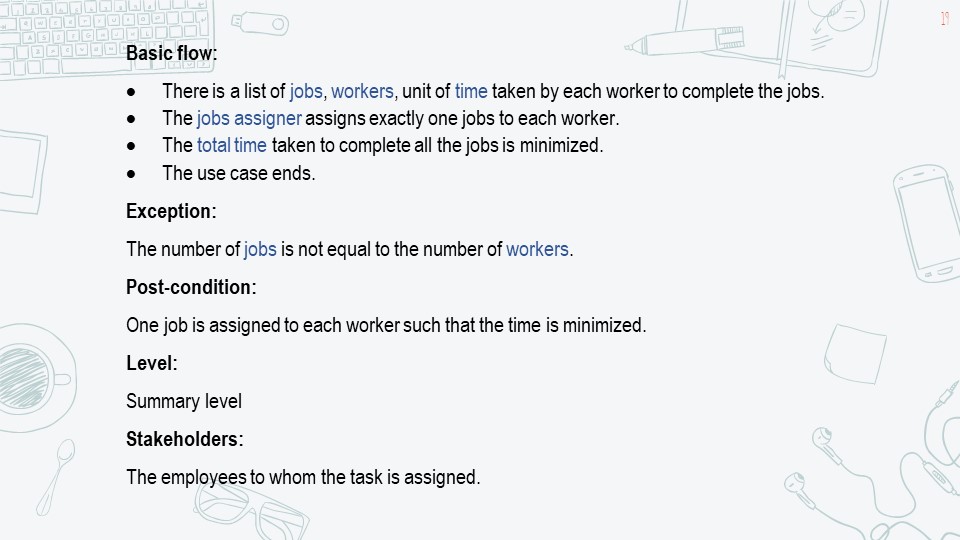 19
Basic flow:
• There is a list of jobs, workers, unit of time taken by each worker to complete the jobs.
• The jobs assigner assigns exactly one jobs to each worker.
• The total time taken to complete all the jobs is minimized.
• The use case ends.
Exception:
The number of jobs is not equal to the number of workers.
Post-condition:
One job is assigned to each worker such that the time is minimized.
Level:
Summary level
Stakeholders:
The employees to whom the task is assigned.